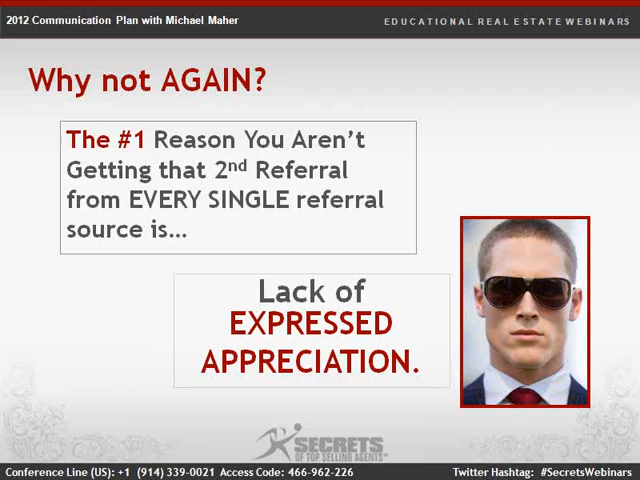 2012 Communication Plan with Michael Maher
EDUCATIONAL REAL ESTATE WEBINARS
Why not AGAIN?
The #1 Reason You Aren't
Getting that 2nd Referral
from EVERY SINGLE referral
source is…
Lack of
EXPRESSED
APPRECIATION.
SECRETS
OF TOP SELLING AGENTS
Conference Line (US): +1 (914) 339-0021 Access Code: 466-962-226
Twitter Hashtag: #SecretsWebinars